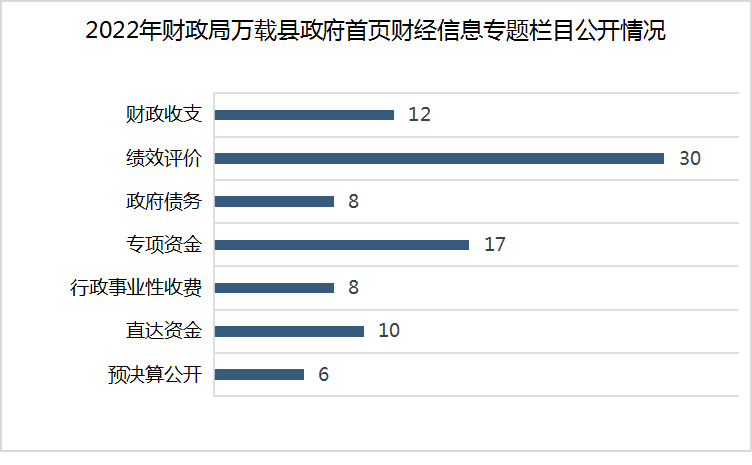 2022年财政局万载县政府首页财经信息专题栏目公开情况
财政收支 12
绩效评价 30
政府债务 8
专项资金 17
行政事业性收费 8
直达资金 10
预决算公开 6